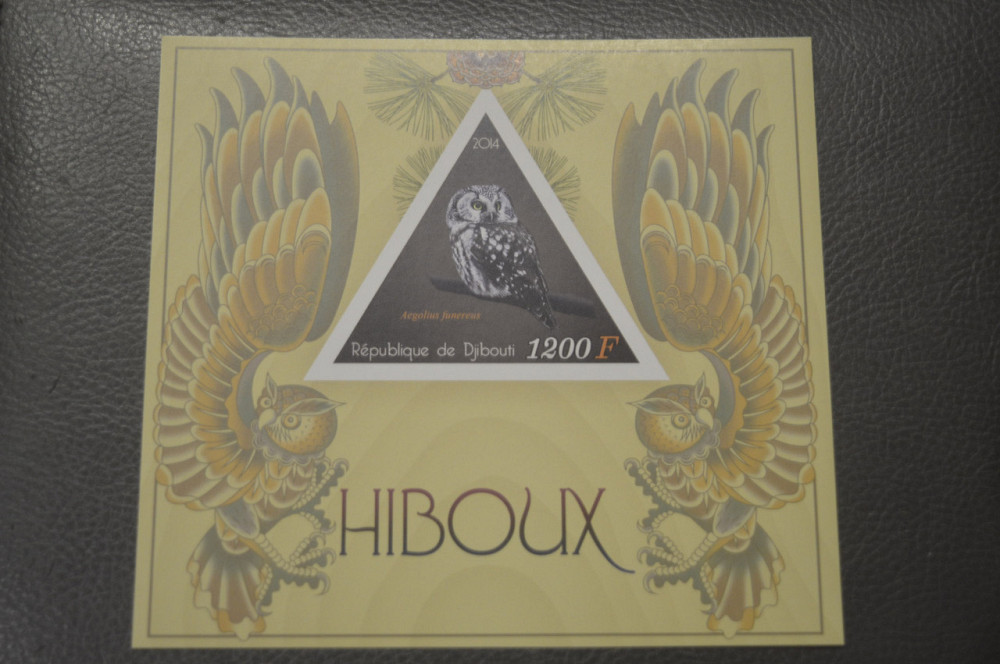 2014
Aegolius funereus
République de Djibouti 1200 F
HIBOUX